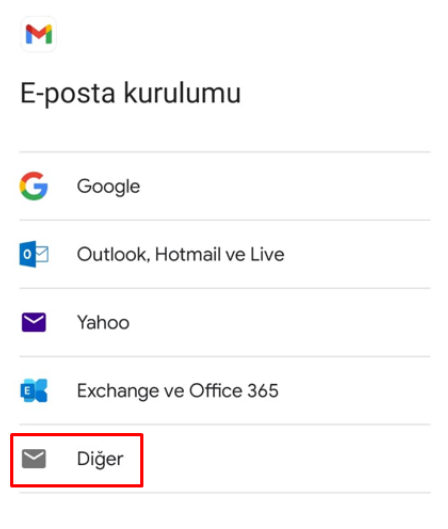 E-posta kurulumu
Google
Outlook, Hotmail ve Live
Yahoo
Exchange ve Office 365
Diğer